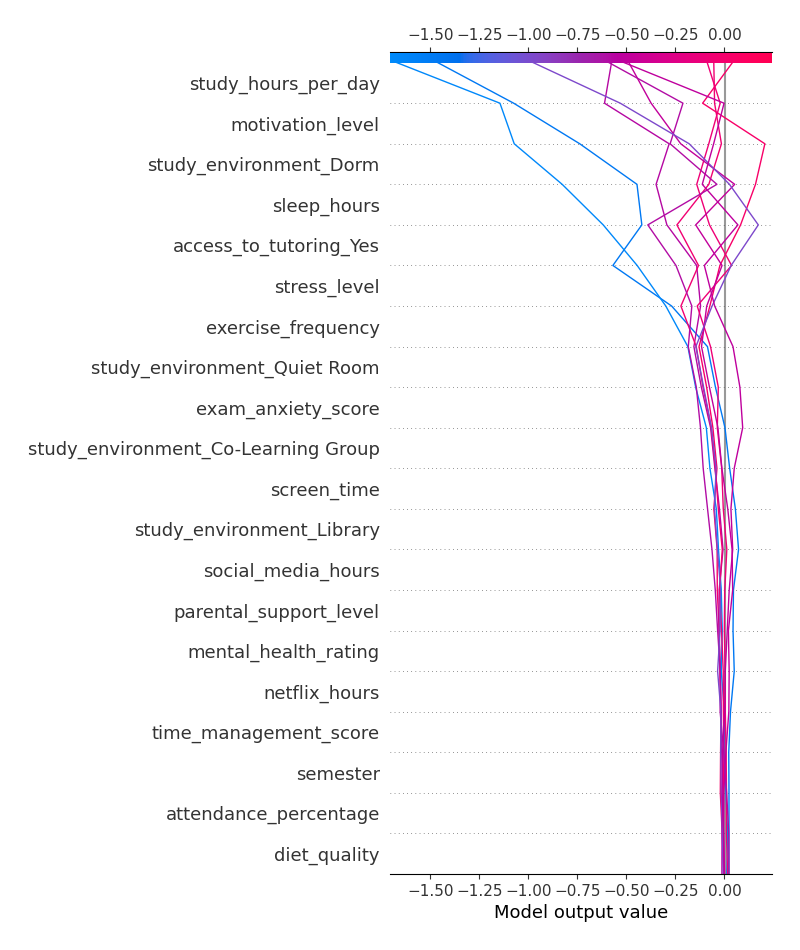 −1.50 −1.25 −1.00 −0.75 −0.50 −0.25 0.00
study_hours_per_day
motivation_level
study_environment_Dorm
sleep_hours
access_to_tutoring_Yes
stress_level
exercise_frequency
study_environment_Quiet Room
exam_anxiety_score
study_environment_Co-Learning Group
screen_time
study_environment_Library
social_media_hours
parental_support_level
mental_health_rating
netflix_hours
time_management_score
semester
attendance_percentage
diet_quality
−1.50 −1.25 −1.00 −0.75 −0.50 −0.25 0.00
Model output value